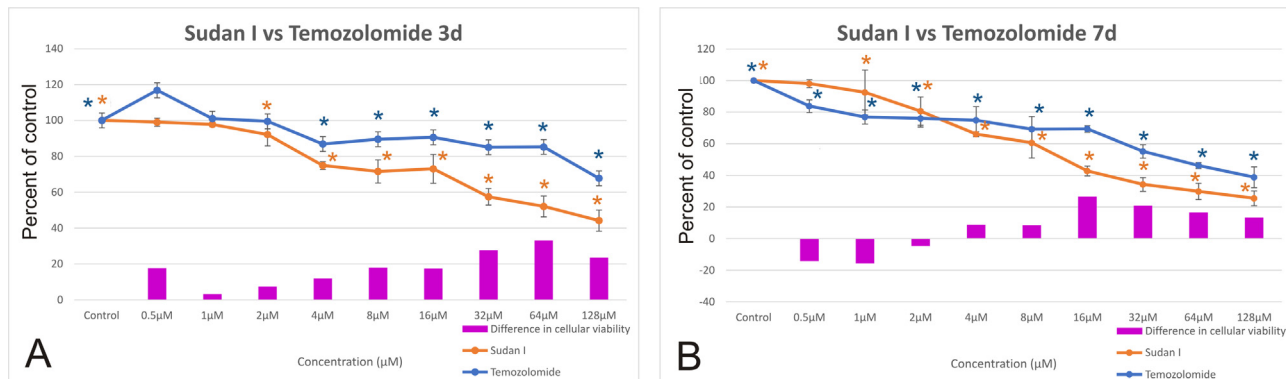 Sudan I vs Temozolomide 3d
Percent of control
140
120
100
80
60
40
20
0
Control 0.5µM 1µM 2µM 4µM 8µM 16µM 32µM 64µM 128µM
Difference in cellular viability
Concentration (µM)
Sudan I
Temozolomide
A
Sudan I vs Temozolomide 7d
Percent of control
120
100
80
60
40
20
0
-20
-40
Control 0.5µM 1µM 2µM 4µM 8µM 16µM 32µM 64µM 128µM
Difference in cellular viability
Sudan I
Concentration (µM)
Temozolomide
B